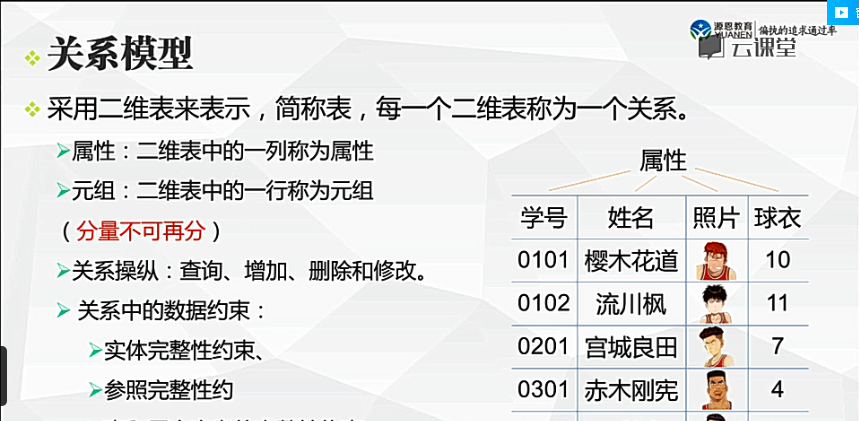 源恩教育
YUANEN
偏执的追求通过率
云课堂
关系模型
采用二维表来表示，简称表，每一个二维表称为一个关系。
属性：二维表中的一列称为属性
元组：二维表中的一行称为元组
（分量不可再分）
关系操纵：查询、增加、删除和修改。
关系中的数据约束：
实体完整性约束、
参照完整性约
属性
学号 姓名 照片 球衣
0101 樱木花道 10
0102 流川枫 11
0201 宫城良田 7
0301 赤木刚宪 4